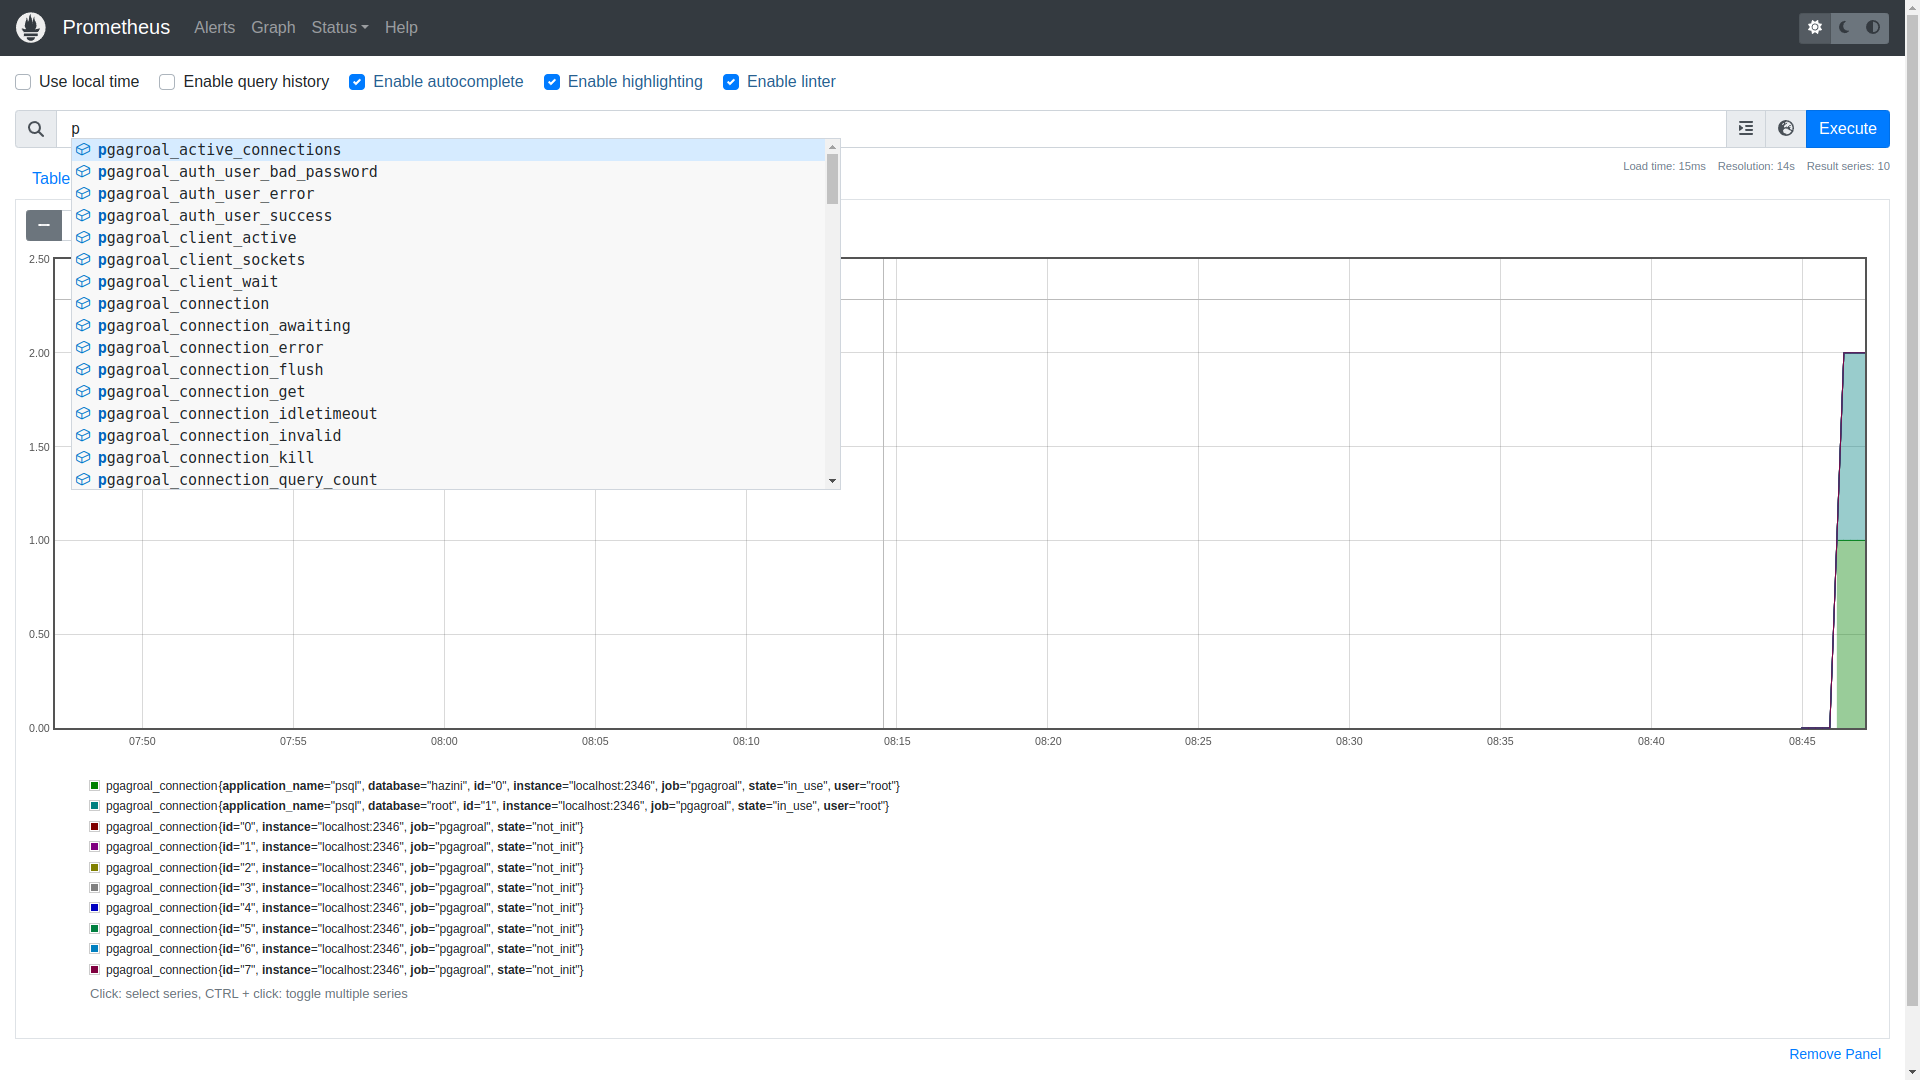 Prometheus Alerts Graph Status Help
Use local time Enable query history Enable autocomplete Enable highlighting Enable linter
p
Execute
pgagroal_active_connections
pgagroal_auth_user_bad_password
pgagroal_auth_user_error
pgagroal_auth_user_success
pgagroal_client_active
pgagroal_client_sockets
pgagroal_client_wait
pgagroal_connection
pgagroal_connection_awaiting
pgagroal_connection_error
pgagroal_connection_flush
pgagroal_connection_get
pgagroal_connection_idletimeout
pgagroal_connection_invalid
pgagroal_connection_kill
pgagroal_connection_query_count
Table
Load time: 15ms Resolution: 14s Result series: 10
2.50
2.00
1.50
1.00
0.50
0.00
07:50 07:55 08:00 08:05 08:10 08:15 08:20 08:25 08:30 08:35 08:40 08:45
pgagroal_connection{application_name="psql", database="hazini", id="0", instance="localhost:2346", job="pgagroal", state="in_use", user="root"}
pgagroal_connection{application_name="psql", database="root", id="1", instance="localhost:2346", job="pgagroal", state="in_use", user="root"}
pgagroal_connection{id="0", instance="localhost:2346", job="pgagroal", state="not_init"}
pgagroal_connection{id="1", instance="localhost:2346", job="pgagroal", state="not_init"}
pgagroal_connection{id="2", instance="localhost:2346", job="pgagroal", state="not_init"}
pgagroal_connection{id="3", instance="localhost:2346", job="pgagroal", state="not_init"}
pgagroal_connection{id="4", instance="localhost:2346", job="pgagroal", state="not_init"}
pgagroal_connection{id="5", instance="localhost:2346", job="pgagroal", state="not_init"}
pgagroal_connection{id="6", instance="localhost:2346", job="pgagroal", state="not_init"}
pgagroal_connection{id="7", instance="localhost:2346", job="pgagroal", state="not_init"}
Click: select series, CTRL + click: toggle multiple series
Remove Panel